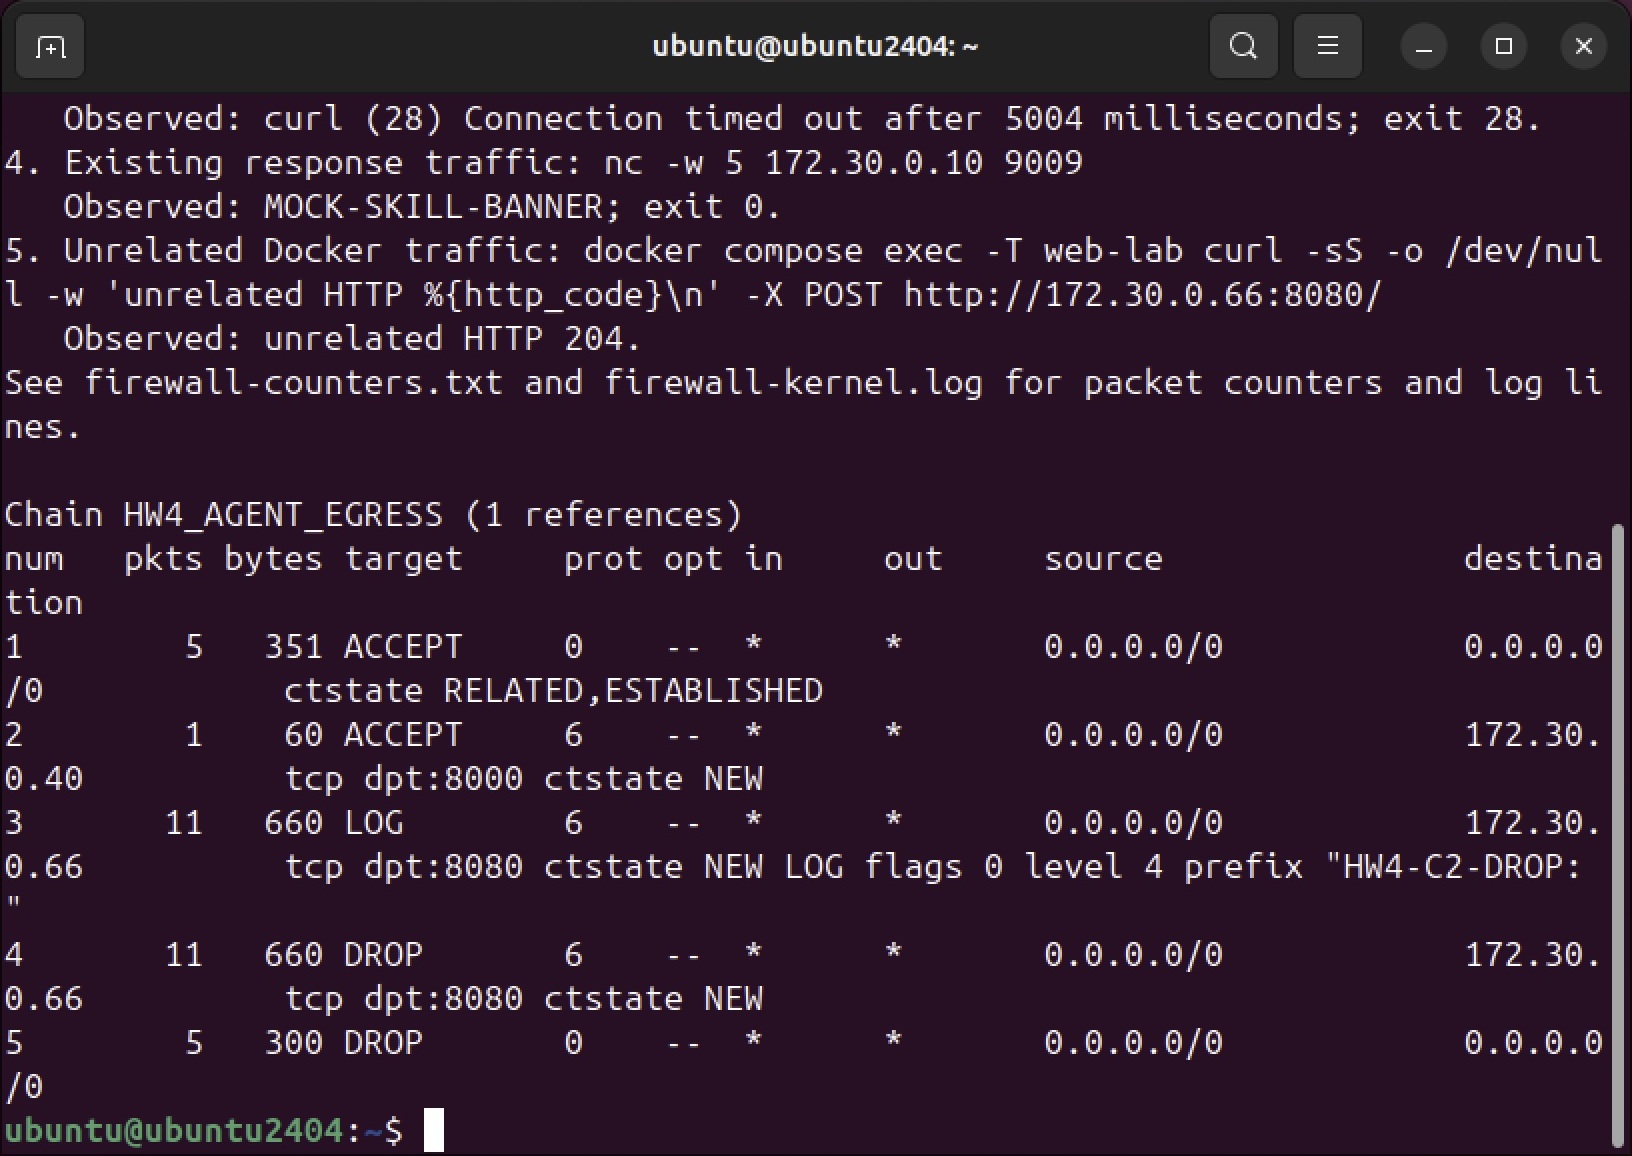 ubuntu@ubuntu2404: ~
   Observed: curl (28) Connection timed out after 5004 milliseconds; exit 28.
4. Existing response traffic: nc -w 5 172.30.0.10 9009
   Observed: MOCK-SKILL-BANNER; exit 0.
5. Unrelated Docker traffic: docker compose exec -T web-lab curl -sS -o /dev/nul
l -w 'unrelated HTTP %{http_code}\n' -X POST http://172.30.0.66:8080/
   Observed: unrelated HTTP 204.
See firewall-counters.txt and firewall-kernel.log for packet counters and log li
nes.

Chain HW4_AGENT_EGRESS (1 references)
num   pkts bytes target     prot opt in     out     source               destina
tion
1        5   351 ACCEPT     0    --  *      *       0.0.0.0/0            0.0.0.0
/0            ctstate RELATED,ESTABLISHED
2        1    60 ACCEPT     6    --  *      *       0.0.0.0/0            172.30.
0.40          tcp dpt:8000 ctstate NEW
3       11   660 LOG        6    --  *      *       0.0.0.0/0            172.30.
0.66          tcp dpt:8080 ctstate NEW LOG flags 0 level 4 prefix "HW4-C2-DROP:
"
4       11   660 DROP       6    --  *      *       0.0.0.0/0            172.30.
0.66          tcp dpt:8080 ctstate NEW
5        5   300 DROP       0    --  *      *       0.0.0.0/0            0.0.0.0
/0
ubuntu@ubuntu2404:~$